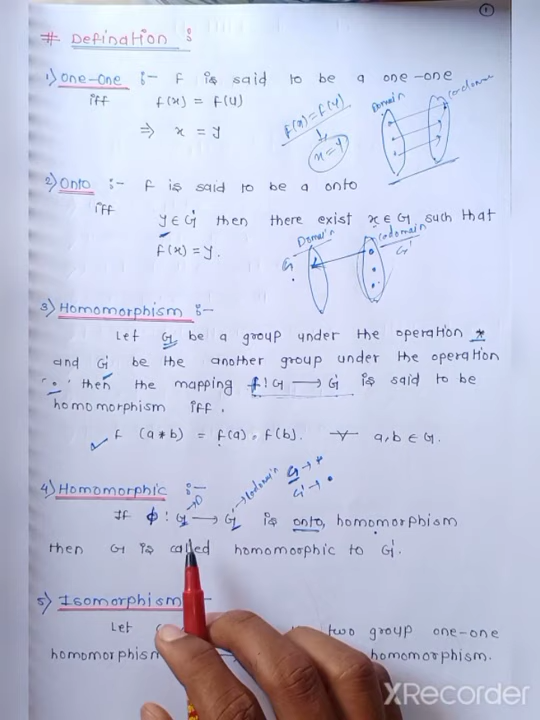 ①
# Defination :
1) one-one :- f is said to be a one-one
iff f(x) = f(y)
⇒ x = y
f(x) = f(y)
x = y
Domain
codomain
2) Onto :- f is said to be a onto
iff y ∈ G' then there exist x ∈ G such that
f(x) = y.
Domain
codomain
G
G'
3) Homomorphism :-
Let G be a group under the operation *
and G' be the another group under the operation
'•' then the mapping f: G → G' is said to be
homomorphism iff.
f (a * b) = f(a) . f(b). ∀ a, b ∈ G.
4) Homomorphic :-
→ D
→ Codomain
G → *
G' → •
If ϕ : G → G' is onto, homomorphism
then G is called homomoorphic to G'.
5) Isomorphism :-
Let two group one-one
homomorphism homomorphism.
XRecorder